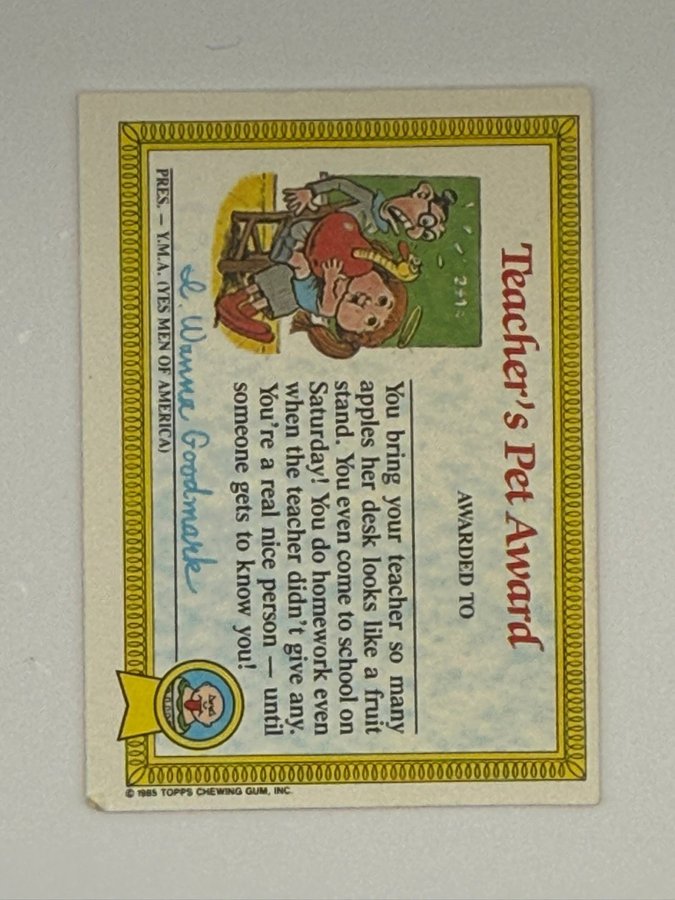 Teacher's Pet Award
AWARDED TO
2+1=
You bring your teacher so many
apples her desk looks like a fruit
stand. You even come to school on
Saturday! You do homework even
when the teacher didn't give any.
You're a real nice person — until
someone gets to know you!
I. Wanna Goodmark
PRES. – Y.M.A. (YES MEN OF AMERICA)
© 1985 TOPPS CHEWING GUM, INC.